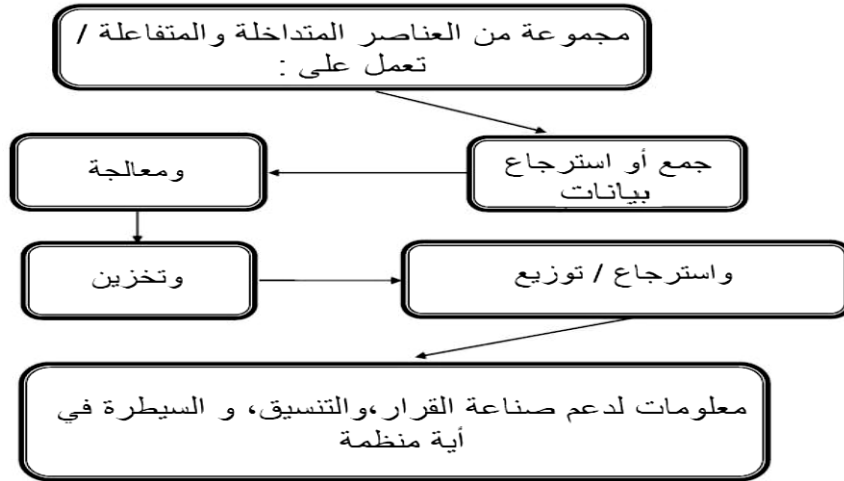 مجموعة من العناصر المتداخلة والمتفاعلة /
تعمل على :
جمع أو استرجاع
بيانات
ومعالجة
وتخزين
واسترجاع / توزيع
معلومات لدعم صناعة القرار،والتنسيق، و السيطرة في
أية منظمة